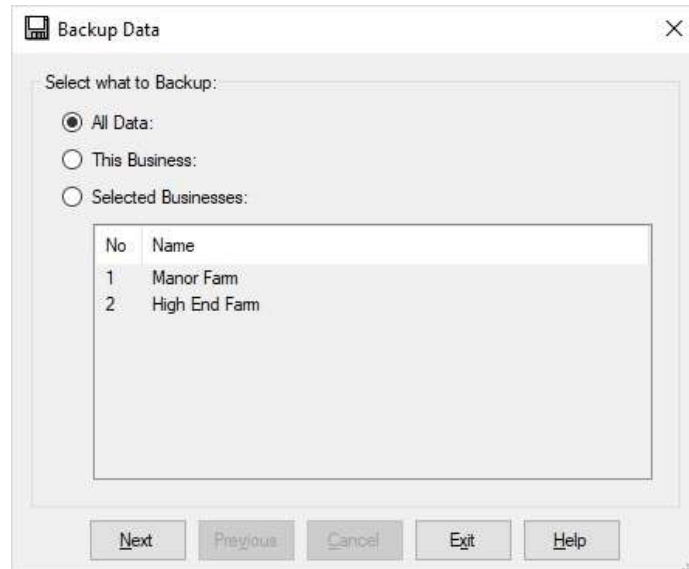 Backup Data
Select what to Backup:
All Data:
This Business:
Selected Businesses:
No Name
1 Manor Farm
2 High End Farm
Next Previous Cancel Exit Help